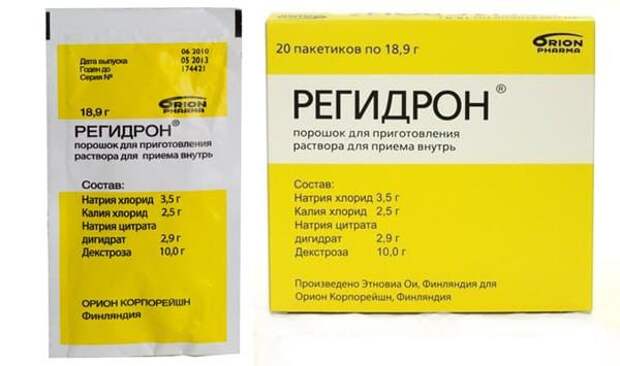 Дата выпуска 06 2010
Годен до 05 2013
Серия № 174421
ORION
PHARMA
18,9 г
РЕГИДРОН®
порошок для приготовления
раствора для приема внутрь
Состав:
Натрия хлорид 3,5 г
Калия хлорид 2,5 г
Натрия цитрата
дигидрат 2,9 г
Декстроза 10,0 г
ОРИОН КОРПОРЕЙШН
Финляндия
20 пакетиков по 18,9 г
ORION
PHARMA
РЕГИДРОН®
порошок для приготовления
раствора для приема внутрь
Состав:
Натрия хлорид 3,5 г
Калия хлорид 2,5 г
Натрия цитрата
дигидрат 2,9 г
Декстроза 10,0 г
Произведено Этновиа Ои, Финляндия для
Орион Корпорейшн, Финляндия